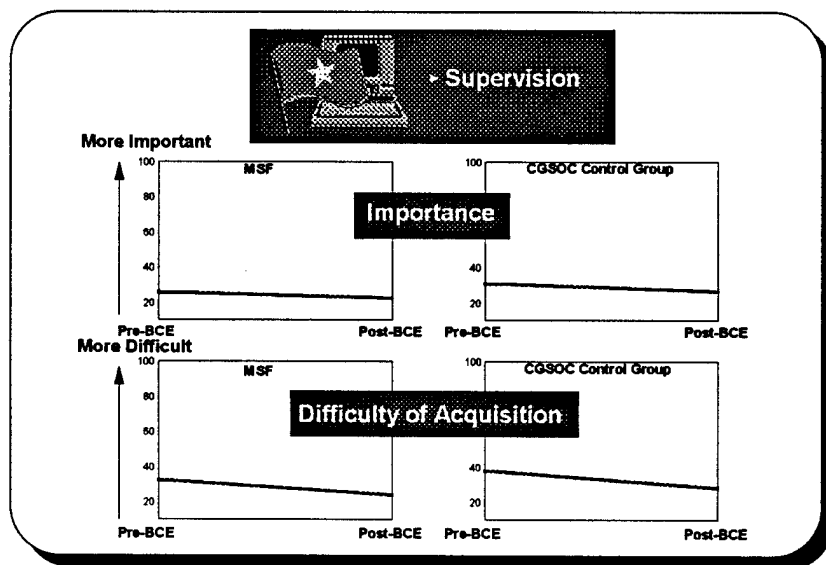 Supervision
More Important
MSF
100
80
60
40
20
Pre-BCE
Post-BCE
CGSOC Control Group
100
40
20
Pre-BCE
Post-BCE
Importance
More Difficult
MSF
100
80
60
40
20
Pre-BCE
Post-BCE
CGSOC Control Group
100
40
20
Pre-BCE
Post-BCE
Difficulty of Acquisition